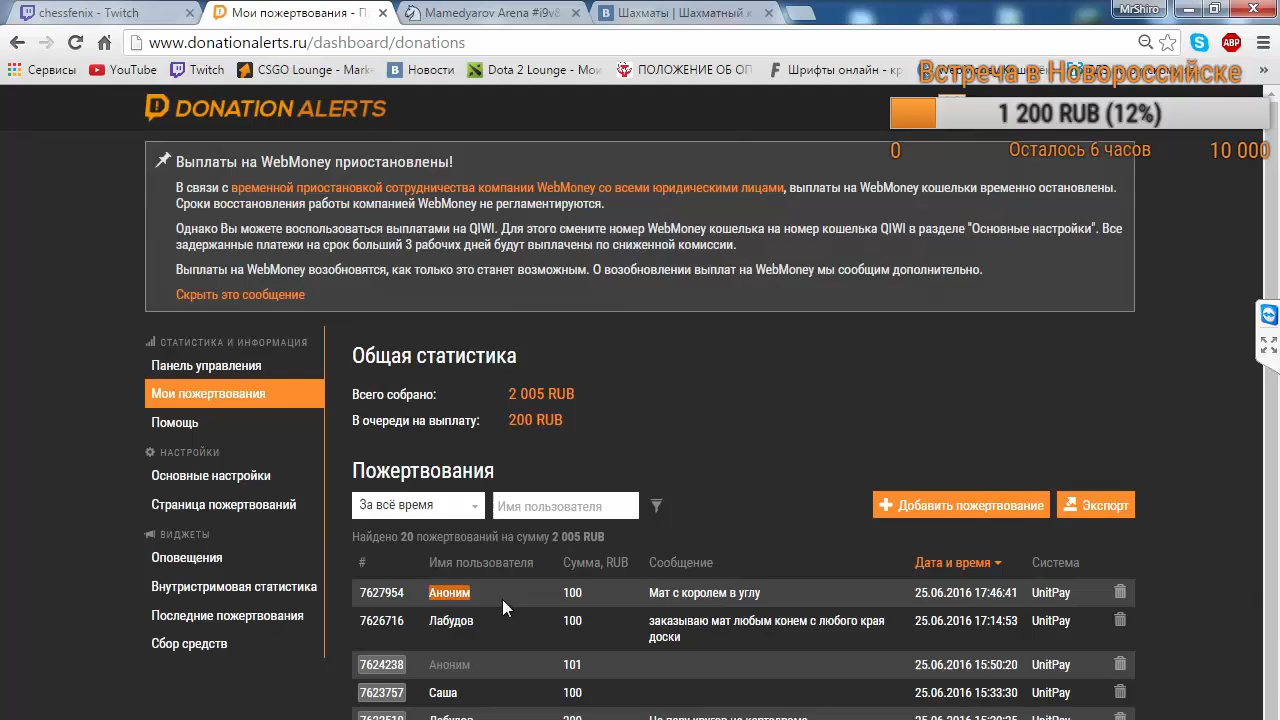 chessfenix - Twitch
Мои пожертвования - П
Mamedyarov Arena #i9v8
Шахматы | Шахматный к
MrShiro
www.donationalerts.ru/dashboard/donations
ABP
Сервисы
YouTube
Twitch
CSGO Lounge - Marke
Новости
Dota 2 Lounge - Мои
ПОЛОЖЕНИЕ ОБ ОП
Шрифты онлайн - кр
Встреча в Новороссийске
DONATION ALERTS
1 200 RUB (12%)
0
Осталось 6 часов
10 000
Выплаты на WebMoney приостановлены!
В связи с временной приостановкой сотрудничества компании WebMoney со всеми юридическими лицами, выплаты на WebMoney кошельки временно остановлены.
Сроки восстановления работы компанией WebMoney не регламентируются.
Однако Вы можете воспользоваться выплатами на QIWI. Для этого смените номер WebMoney кошелька на номер кошелька QIWI в разделе "Основные настройки". Все
задержанные платежи на срок больший 3 рабочих дней будут выплачены по сниженной комиссии.
Выплаты на WebMoney возобновятся, как только это станет возможным. О возобновлении выплат на WebMoney мы сообщим дополнительно.
Скрыть это сообщение
СТАТИСТИКА И ИНФОРМАЦИЯ
Панель управления
Мои пожертвования
Помощь
НАСТРОЙКИ
Основные настройки
Страница пожертвований
ВИДЖЕТЫ
Оповещения
Внутристримовая статистика
Последние пожертвования
Сбор средств
Общая статистика
Всего собрано: 2 005 RUB
В очереди на выплату: 200 RUB
Пожертвования
За всё время
Имя пользователя
Добавить пожертвование
Экспорт
Найдено 20 пожертвований на сумму 2 005 RUB
# Имя пользователя Сумма, RUB Сообщение Дата и время Система
7627954 Аноним 100 Мат с королем в углу 25.06.2016 17:46:41 UnitPay
7626716 Лабудов 100 заказываю мат любым конем с любого края 25.06.2016 17:14:53 UnitPay
доски
7624238 Аноним 101 25.06.2016 15:50:20 UnitPay
7623757 Саша 100 25.06.2016 15:33:30 UnitPay